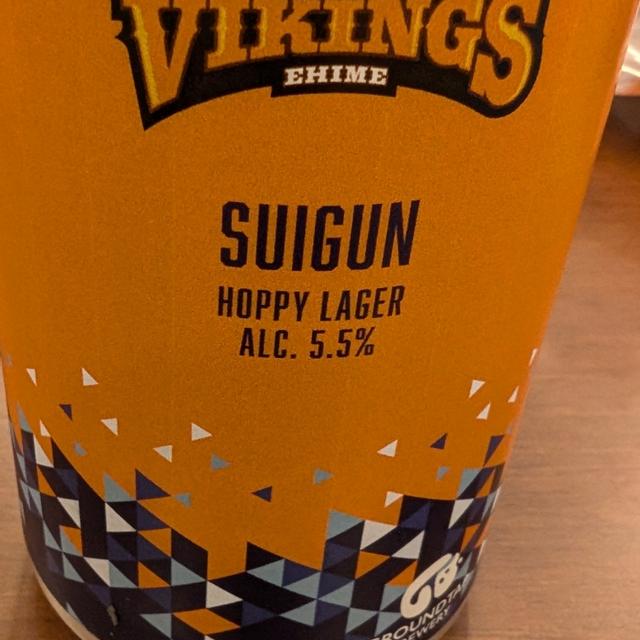 VIKINGS
EHIME
SUIGUN
HOPPY LAGER
ALC. 5.5%